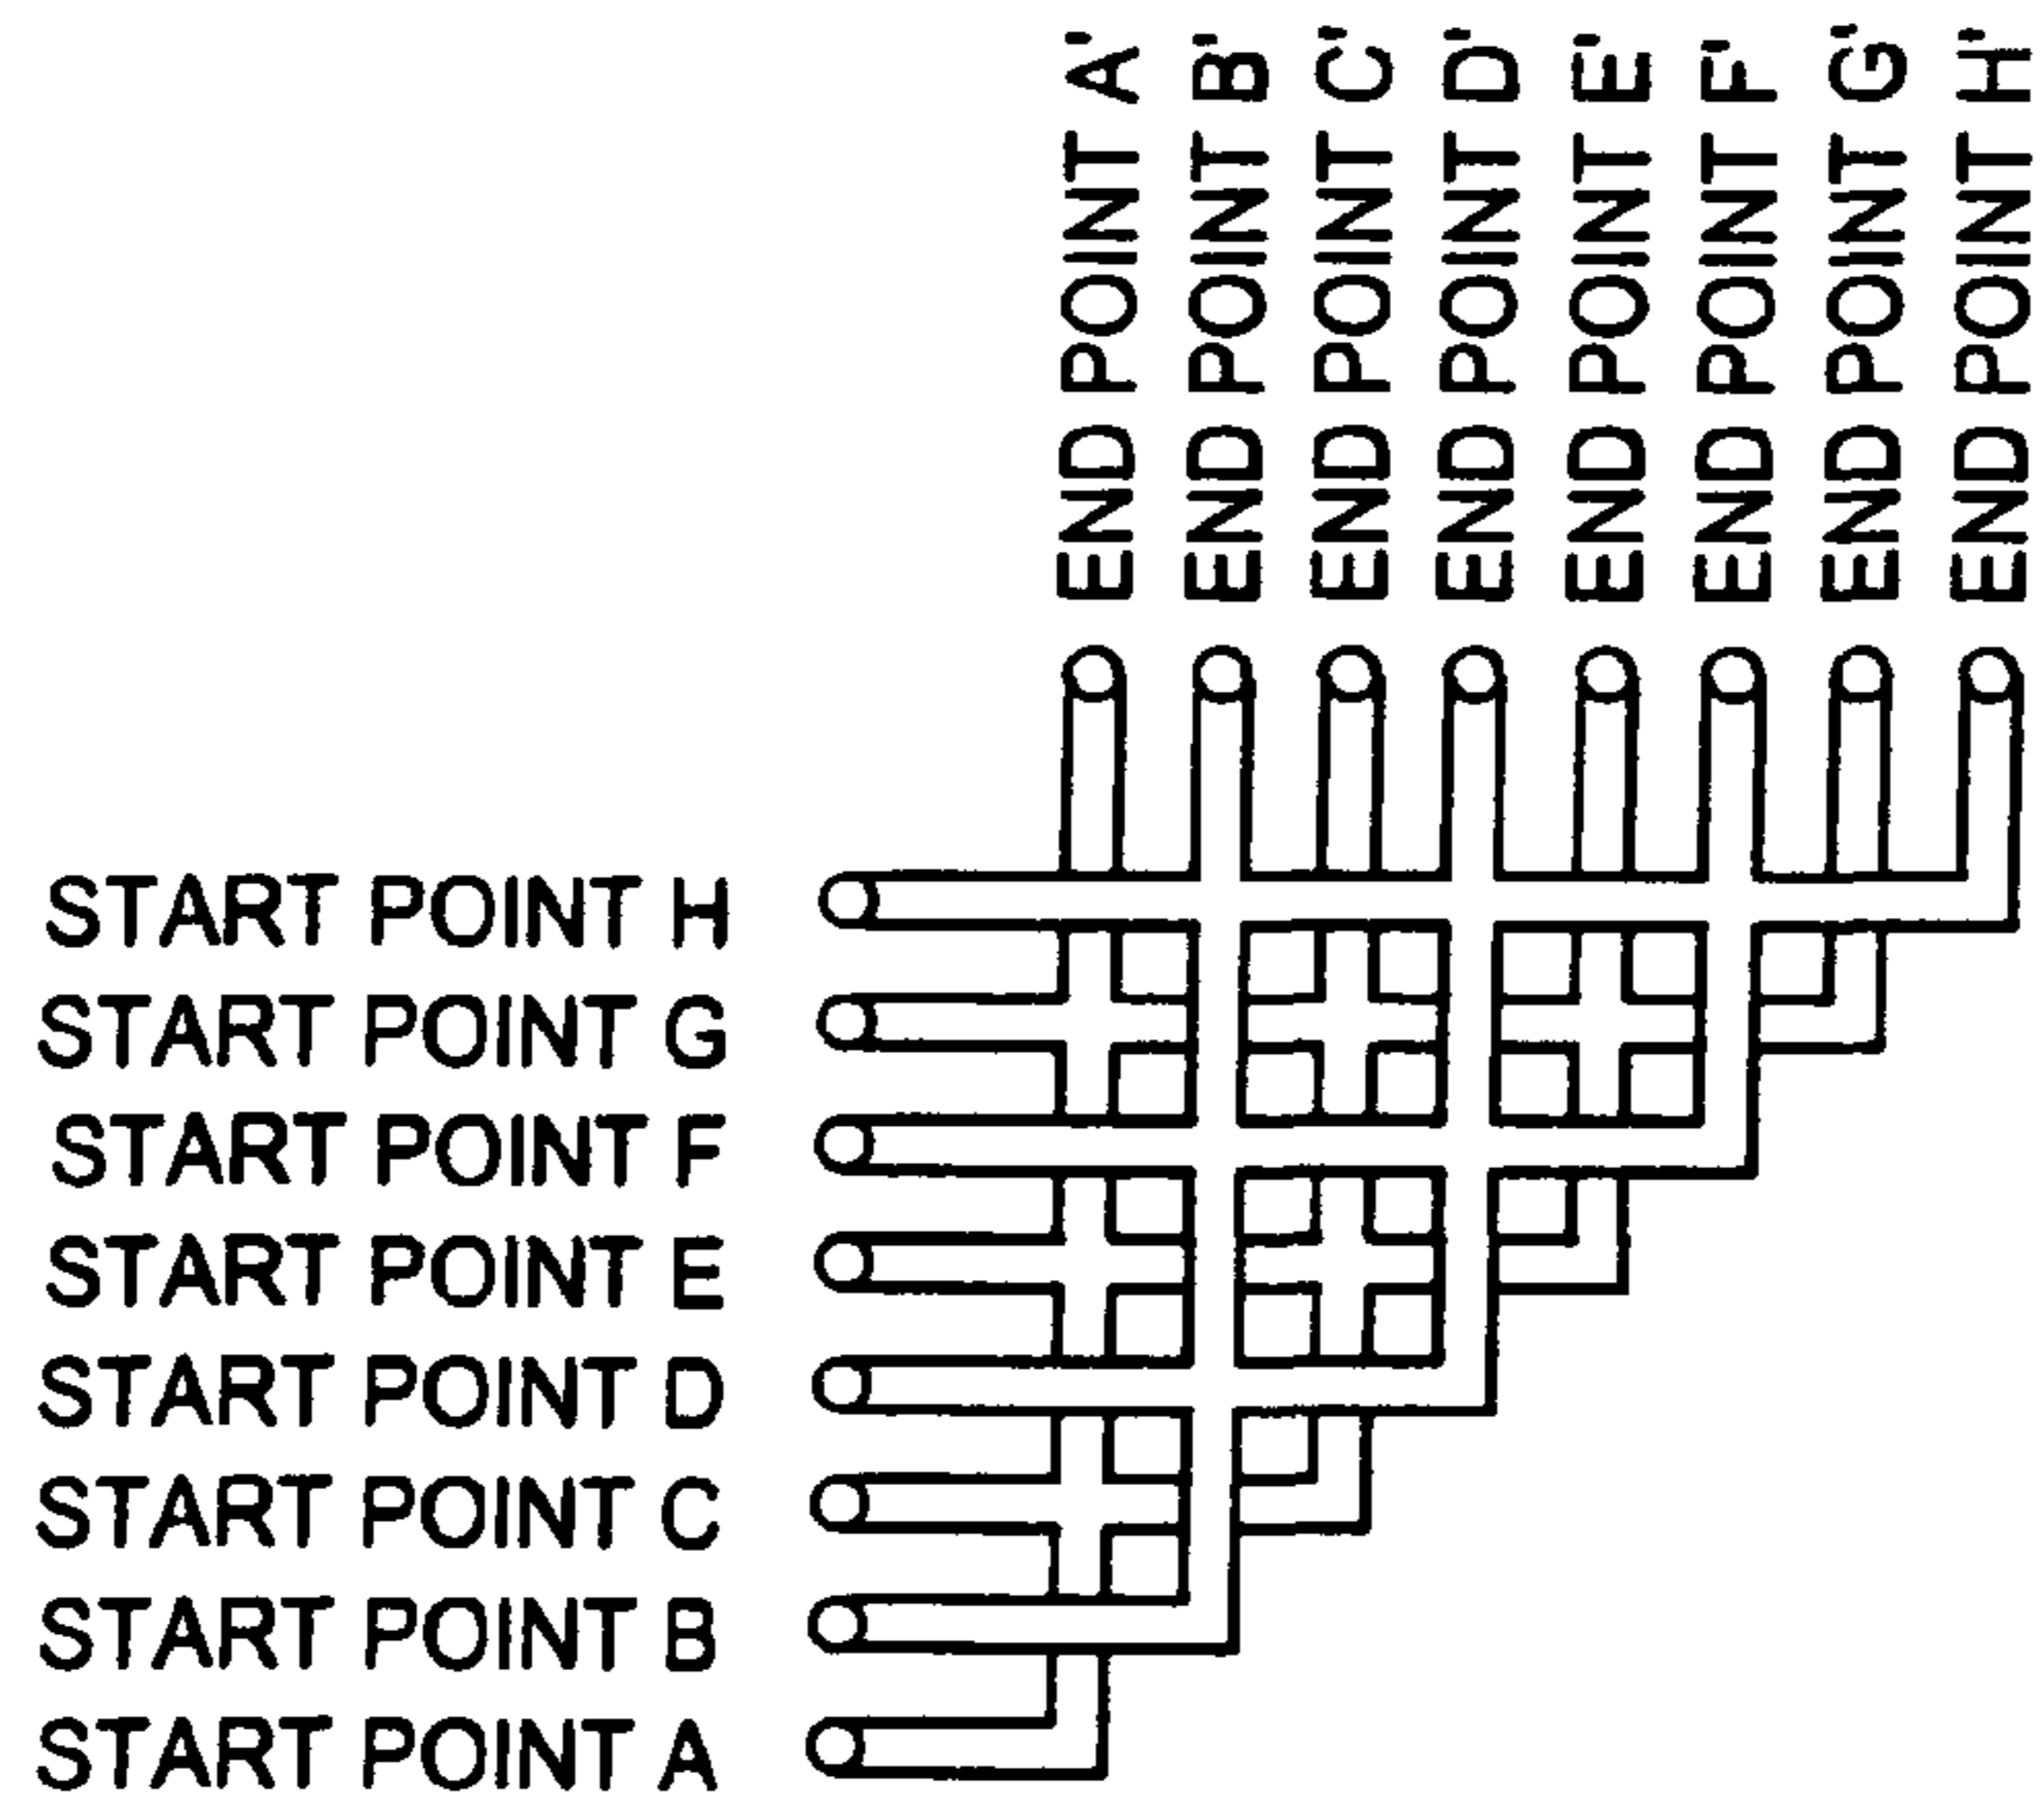 END POINT A'
END POINT B'
END POINT C'
END POINT D'
END POINT E'
END POINT F'
END POINT G'
END POINT H'
START POINT H
START POINT G
START POINT F
START POINT E
START POINT D
START POINT C
START POINT B
START POINT A